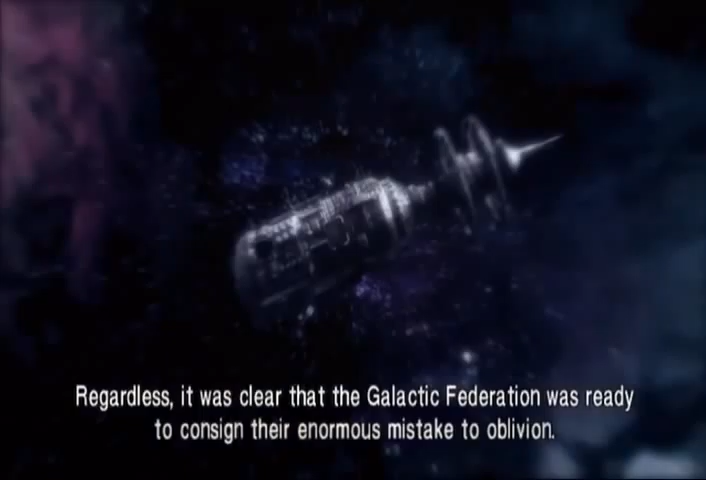 Regardless, it was clear that the Galactic Federation was ready
to consign their enormous mistake to oblivion.